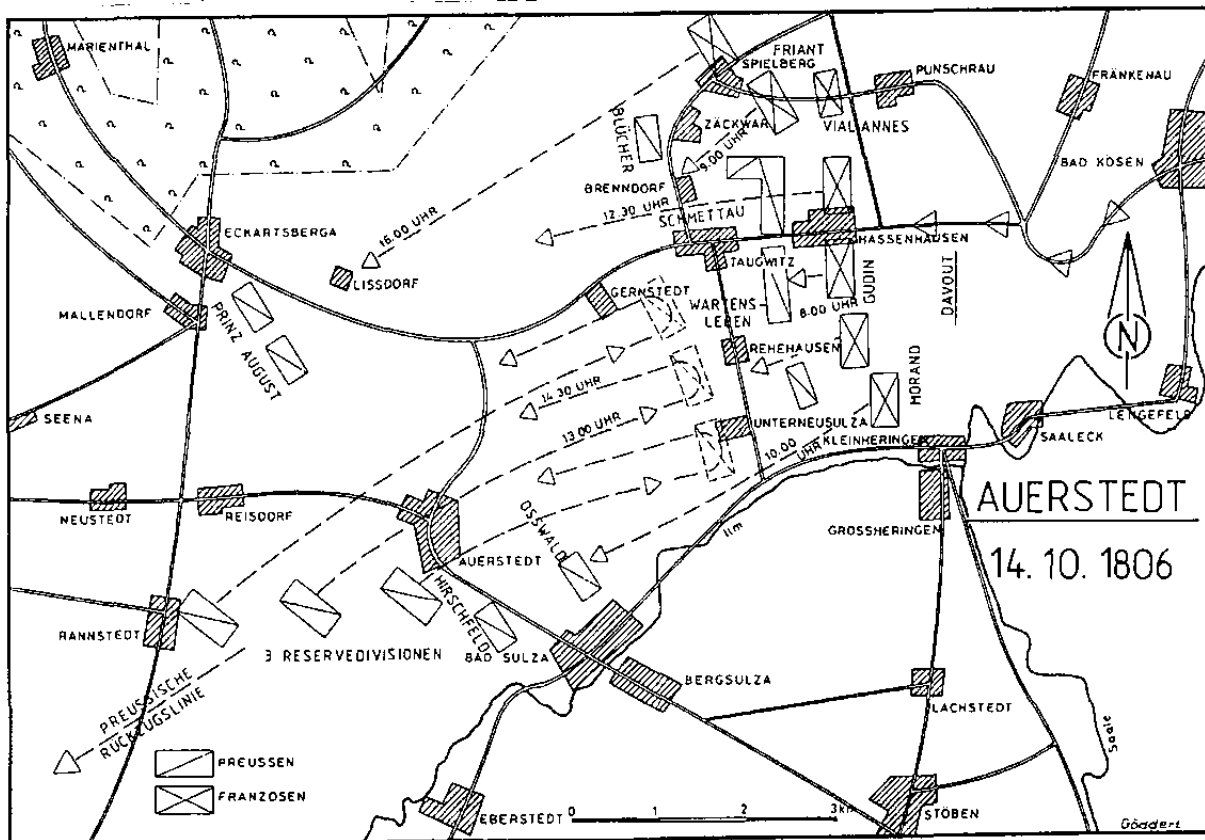 MARIENTHAL
FRIANT
SPIELBERG
PUNSCHRAU
FRÄNKENAU
BLÜCHER
ZÄCKWAR
9.00 UHR
VIALANNES
BAD KÖSEN
BRENNDORF
16.00 UHR
12.30 UHR
SCHMETTAU
ECKARTSBERGA
HASSENHAUSEN
TAUGWITZ
LISSDORF
GERNSTEDT
WARTENS-
LEBEN
8.00 UHR
GUDIN
DAVOUT
MALLENDORF
PRINZ AUGUST
N
REHEHAUSEN
MORAND
14.30 UHR
13.00 UHR
SEENA
UNTERNEUSULZA
LENGEFELD
KLEINHERINGEN
SAALECK
10.00
UHR
AUERSTEDT
14. 10. 1806
NEUSTEDT
REISDORF
OSSWALD
Ilm
GROSSHERINGEN
AUERSTEDT
HIRSCHFELD
RANNSTEDT
3 RESERVEDIVISIONEN
BAD SULZA
BERGSULZA
LACHSTEDT
PREUSSISCHE
RÜCKZUGSLINIE
Saale
PREUSSEN
FRANZOSEN
EBERSTEDT
0 1 2 3km
STÖBEN
Göddert